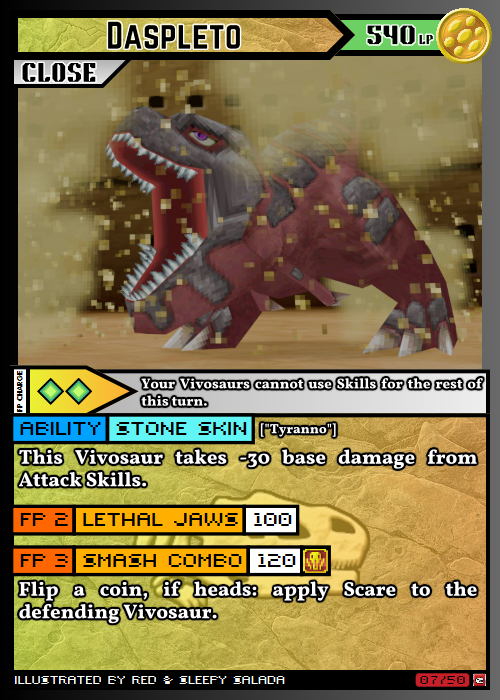 DASPLETO
540 LP
CLOSE
FP CHARGE
Your Vivosaurs cannot use Skills for the rest of
this turn.
ABILITY STONE SKIN ["Tyranno"]
This Vivosaur takes -30 base damage from
Attack Skills.
FP 2 LETHAL JAWS 100
FP 3 SMASH COMBO 120
Flip a coin, if heads: apply Scare to the
defending Vivosaur.
ILLUSTRATED BY RED & SLEEPY SALADA
07/50